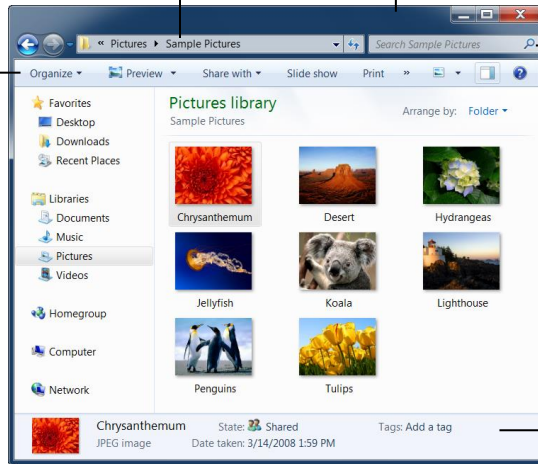 « Pictures ▸ Sample Pictures
Search Sample Pictures
Organize ▾ Preview ▾ Share with ▾ Slide show Print »
Favorites
Desktop
Downloads
Recent Places
Libraries
Documents
Music
Pictures
Videos
Homegroup
Computer
Network
Pictures library
Sample Pictures
Arrange by: Folder ▾
Chrysanthemum
Desert
Hydrangeas
Jellyfish
Koala
Lighthouse
Penguins
Tulips
Chrysanthemum State: Shared Tags: Add a tag
JPEG image Date taken: 3/14/2008 1:59 PM